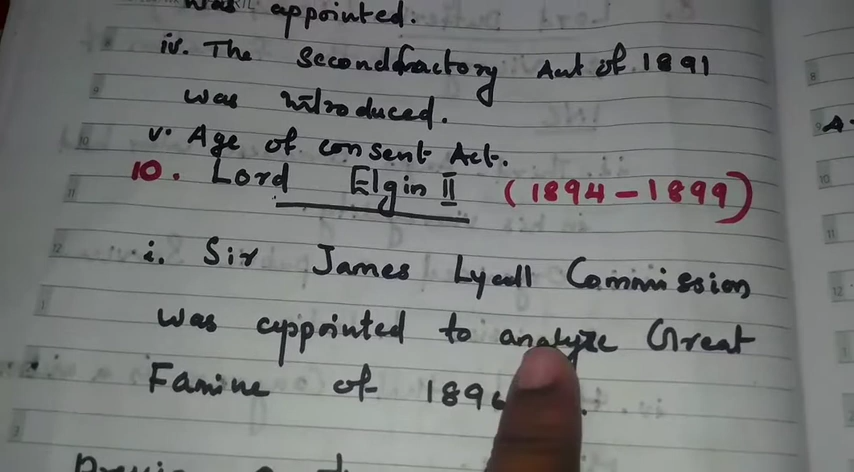 was appointed.
iv. The Second factory Act of 1891
was introduced.
v. Age of consent Act.
10. Lord Elgin II (1894-1899)
i. Sir James Lyall Commission
was appointed to analyze Great
Famine of 1896